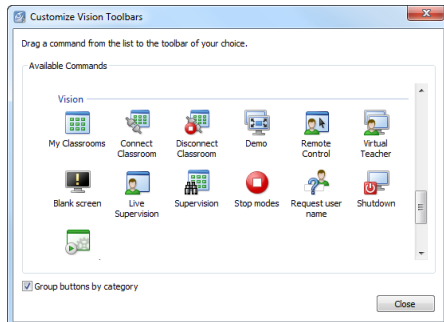 Customize Vision Toolbars
Drag a command from the list to the toolbar of your choice.
Available Commands
Vision
My Classrooms
Connect Classroom
Disconnect Classroom
Demo
Remote Control
Virtual Teacher
Blank screen
Live Supervision
Supervision
Stop modes
Request user name
Shutdown
Group buttons by category
Close